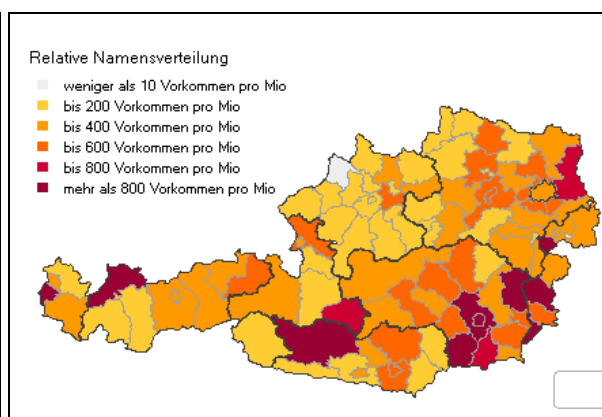 Relative Namensverteilung
weniger als 10 Vorkommen pro Mio
bis 200 Vorkommen pro Mio
bis 400 Vorkommen pro Mio
bis 600 Vorkommen pro Mio
bis 800 Vorkommen pro Mio
mehr als 800 Vorkommen pro Mio